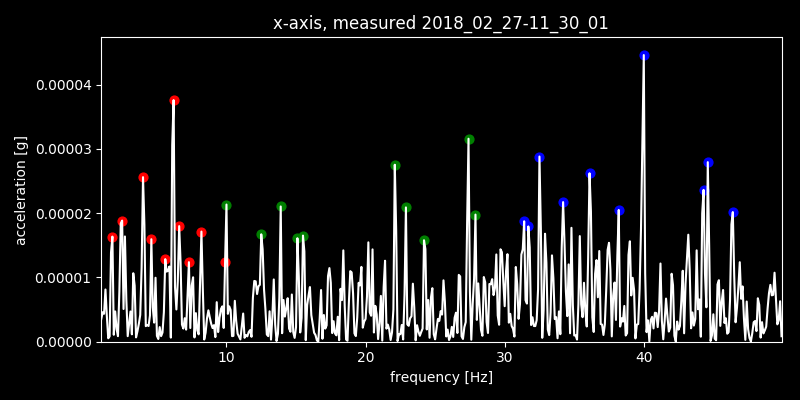 x-axis, measured 2018_02_27-11_30_01
acceleration [g]
0.00004
0.00003
0.00002
0.00001
0.00000
10 20 30 40
frequency [Hz]